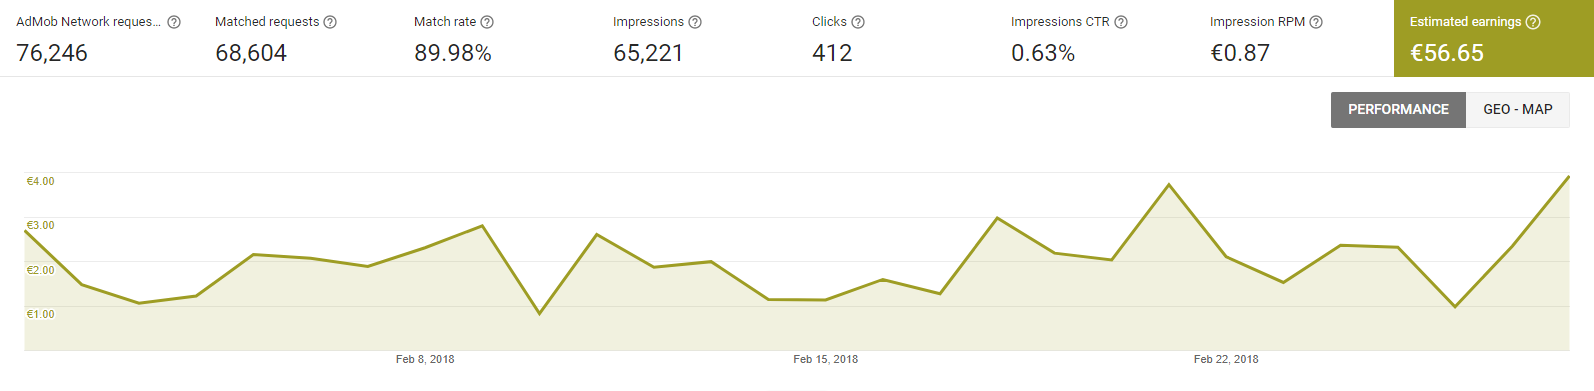 AdMob Network reques... Matched requests Match rate Impressions Clicks Impressions CTR Impression RPM Estimated earnings
76,246 68,604 89.98% 65,221 412 0.63% €0.87 €56.65
PERFORMANCE GEO - MAP
€4.00
€3.00
€2.00
€1.00
Feb 8, 2018 Feb 15, 2018 Feb 22, 2018